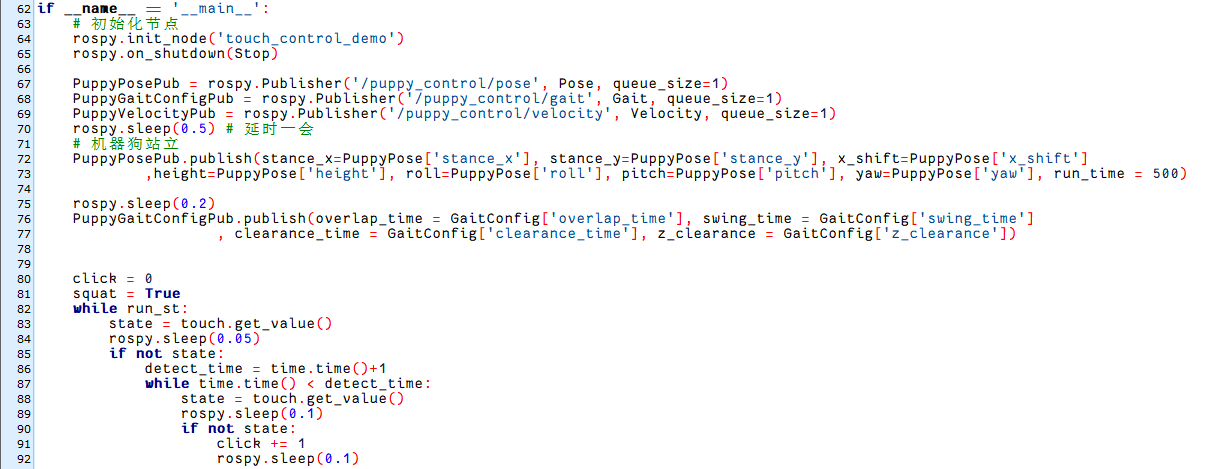 62 if __name__ == '__main__':
63     # 初始化节点
64     rospy.init_node('touch_control_demo')
65     rospy.on_shutdown(Stop)
66
67     PuppyPosePub = rospy.Publisher('/puppy_control/pose', Pose, queue_size=1)
68     PuppyGaitConfigPub = rospy.Publisher('/puppy_control/gait', Gait, queue_size=1)
69     PuppyVelocityPub = rospy.Publisher('/puppy_control/velocity', Velocity, queue_size=1)
70     rospy.sleep(0.5) # 延时一会
71     # 机器狗站立
72     PuppyPosePub.publish(stance_x=PuppyPose['stance_x'], stance_y=PuppyPose['stance_y'], x_shift=PuppyPose['x_shift']
73             ,height=PuppyPose['height'], roll=PuppyPose['roll'], pitch=PuppyPose['pitch'], yaw=PuppyPose['yaw'], run_time = 500)
74
75     rospy.sleep(0.2)
76     PuppyGaitConfigPub.publish(overlap_time = GaitConfig['overlap_time'], swing_time = GaitConfig['swing_time']
77                     , clearance_time = GaitConfig['clearance_time'], z_clearance = GaitConfig['z_clearance'])
78
79
80     click = 0
81     squat = True
82     while run_st:
83         state = touch.get_value()
84         rospy.sleep(0.05)
85         if not state:
86             detect_time = time.time()+1
87             while time.time() < detect_time:
88                 state = touch.get_value()
89                 rospy.sleep(0.1)
90                 if not state:
91                     click += 1
92                     rospy.sleep(0.1)